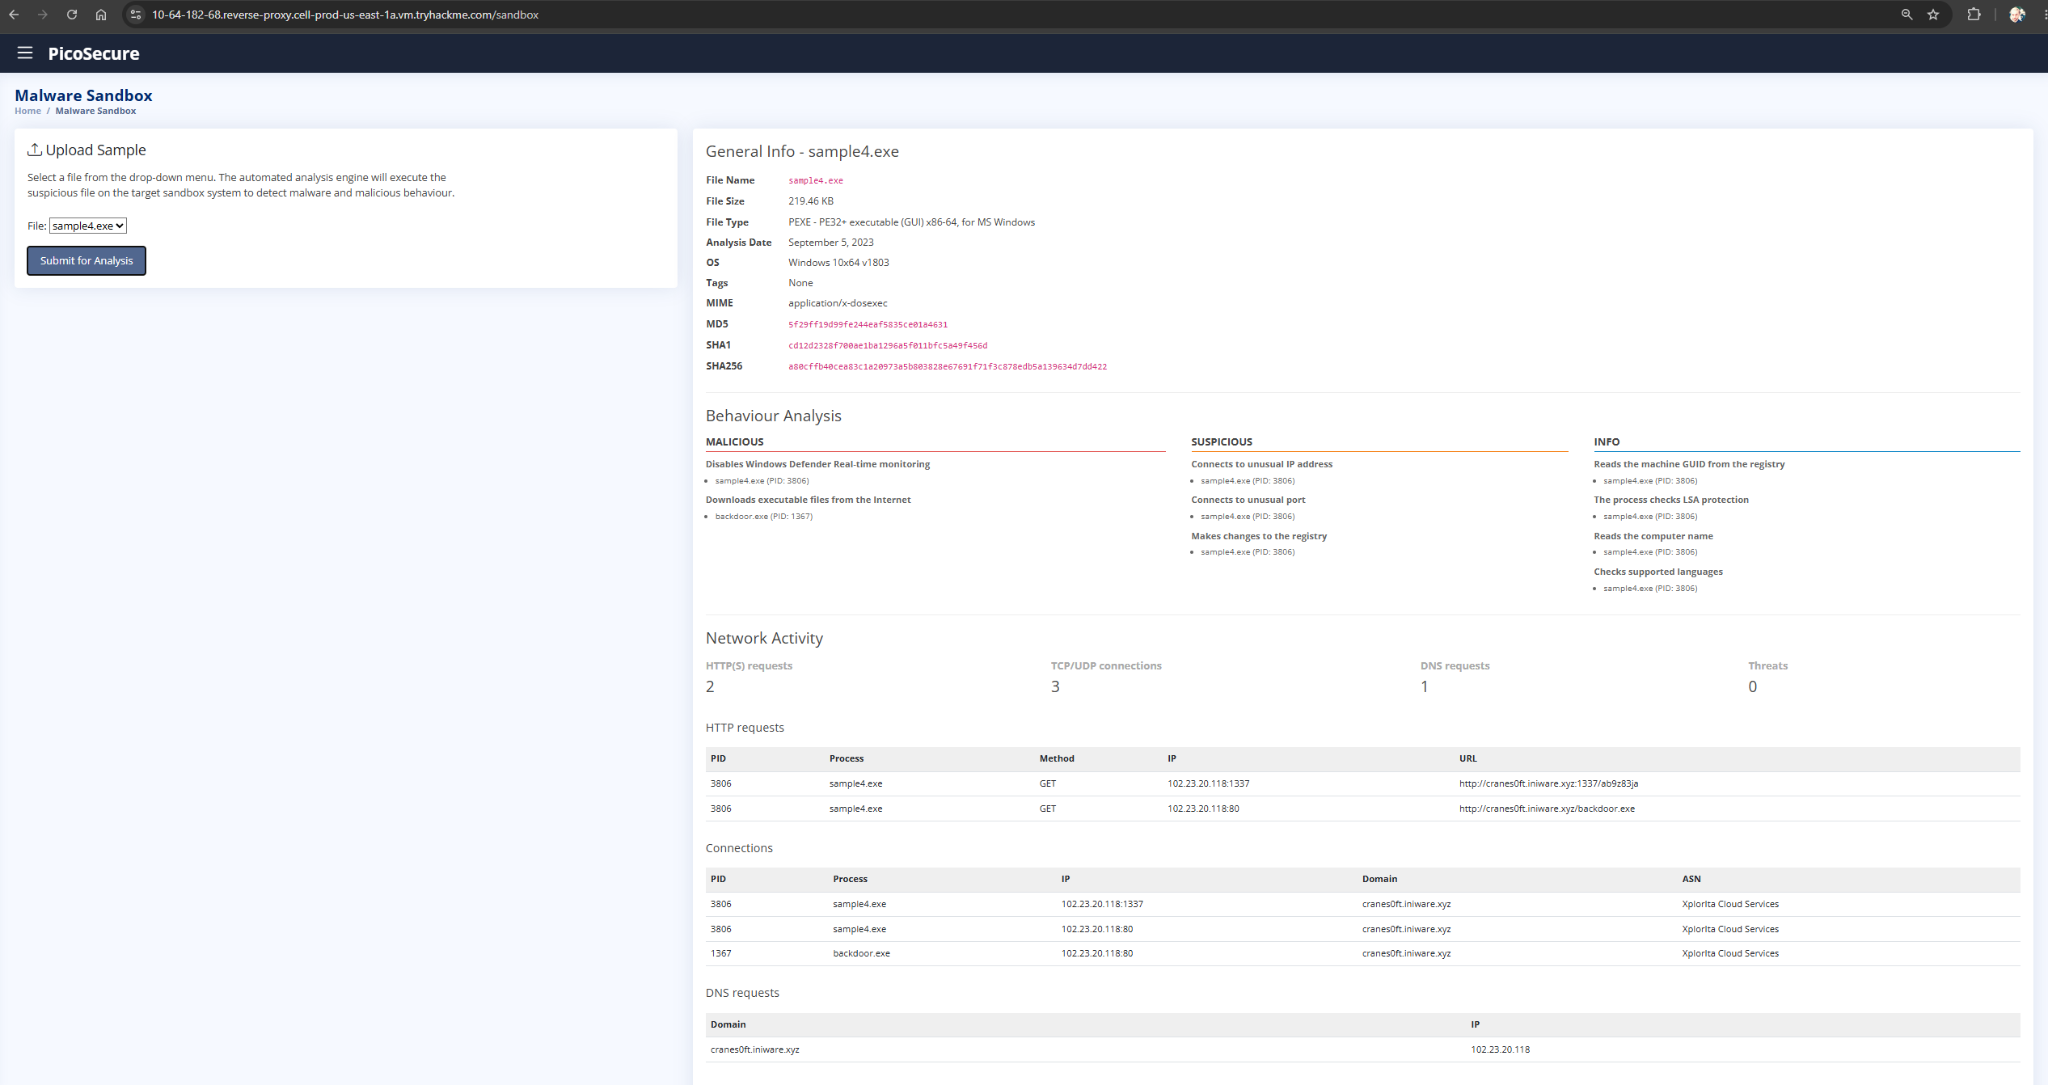 10-64-182-68.reverse-proxy.cell-prod-us-east-1a.vm.tryhackme.com/sandbox
PicoSecure
Malware Sandbox
Home / Malware Sandbox
Upload Sample
Select a file from the drop-down menu. The automated analysis engine will execute the
suspicious file on the target sandbox system to detect malware and malicious behaviour.
File: sample4.exe
Submit for Analysis
General Info - sample4.exe
File Name sample4.exe
File Size 219.46 KB
File Type PEXE - PE32+ executable (GUI) x86-64, for MS Windows
Analysis Date September 5, 2023
OS Windows 10x64 v1803
Tags None
MIME application/x-dosexec
MD5 5f29ff19d99fe244eaf5835ce01a4631
SHA1 cd12d2328f700ae1ba1296a5f011bfc5a49f456d
SHA256 a80cffb40cea83c1a20973a5b803828e67691f71f3c878edb5a139634d7dd422
Behaviour Analysis
MALICIOUS
Disables Windows Defender Real-time monitoring
sample4.exe (PID: 3806)
Downloads executable files from the Internet
backdoor.exe (PID: 1367)
SUSPICIOUS
Connects to unusual IP address
sample4.exe (PID: 3806)
Connects to unusual port
sample4.exe (PID: 3806)
Makes changes to the registry
sample4.exe (PID: 3806)
INFO
Reads the machine GUID from the registry
sample4.exe (PID: 3806)
The process checks LSA protection
sample4.exe (PID: 3806)
Reads the computer name
sample4.exe (PID: 3806)
Checks supported languages
sample4.exe (PID: 3806)
Network Activity
HTTP(S) requests TCP/UDP connections DNS requests Threats
2 3 1 0
HTTP requests
PID Process Method IP URL
3806 sample4.exe GET 102.23.20.118:1337 http://cranes0ft.iniware.xyz:1337/ab9z83ja
3806 sample4.exe GET 102.23.20.118:80 http://cranes0ft.iniware.xyz/backdoor.exe
Connections
PID Process IP Domain ASN
3806 sample4.exe 102.23.20.118:1337 cranes0ft.iniware.xyz Xplorlta Cloud Services
3806 sample4.exe 102.23.20.118:80 cranes0ft.iniware.xyz Xplorlta Cloud Services
1367 backdoor.exe 102.23.20.118:80 cranes0ft.iniware.xyz Xplorlta Cloud Services
DNS requests
Domain IP
cranes0ft.iniware.xyz 102.23.20.118